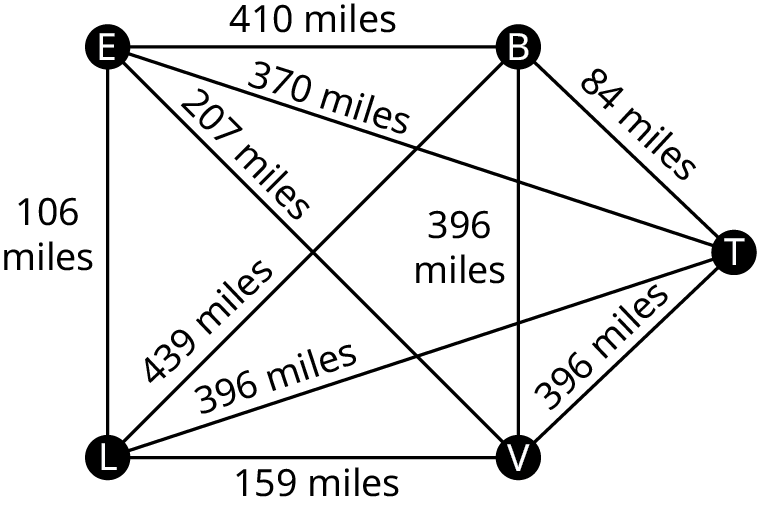 410 miles
E
B
370 miles
84 miles
207 miles
106
miles
396
miles
T
439 miles
396 miles
396 miles
L
V
159 miles